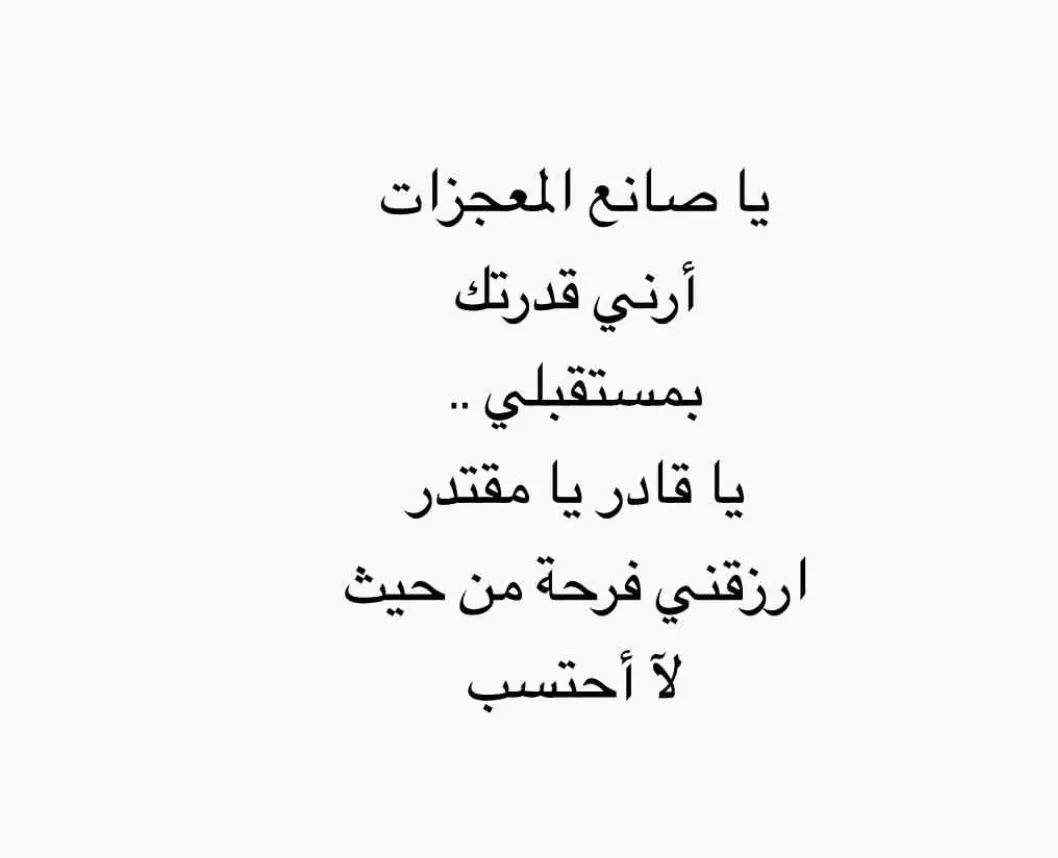 يا صانع المعجزات
أرني قدرتك
بمستقبلي ..
يا قادر يا مقتدر
ارزقني فرحة من حيث
لآ أحتسب